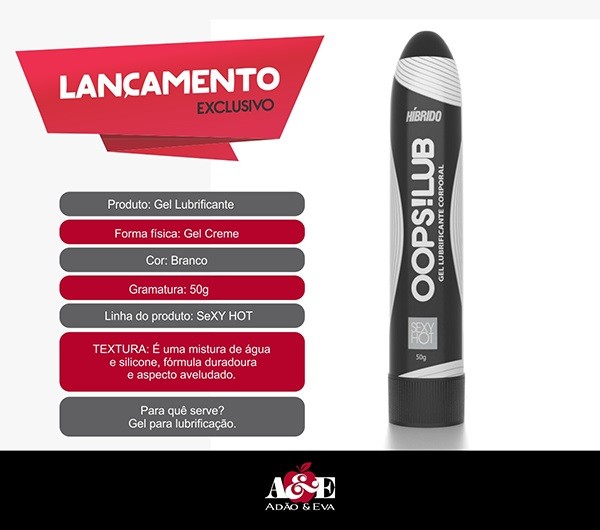 LANÇAMENTO
EXCLUSIVO
Produto: Gel Lubrificante
Forma física: Gel Creme
Cor: Branco
Gramatura: 50g
Linha do produto: SeXY HOT
TEXTURA: É uma mistura de água
e silicone, fórmula duradoura
e aspecto aveludado.
Para quê serve?
Gel para lubrificação.
HÍBRIDO
OOPS!LUB
GEL LUBRIFICANTE CORPORAL
SEXY
HOT
50g
A&E
ADÃO & EVA